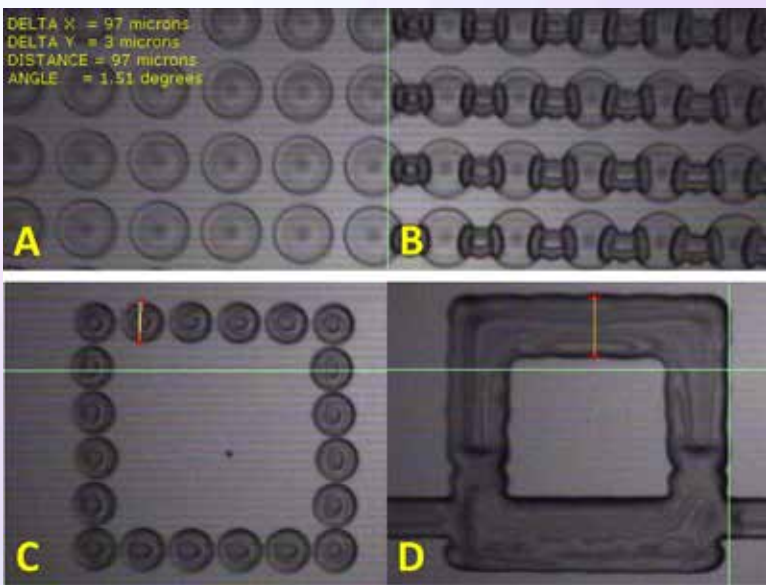 DELTA X = 97 microns
DELTA Y = 3 microns
DISTANCE = 97 microns
ANGLE = 1.51 degrees
A
B
C
D